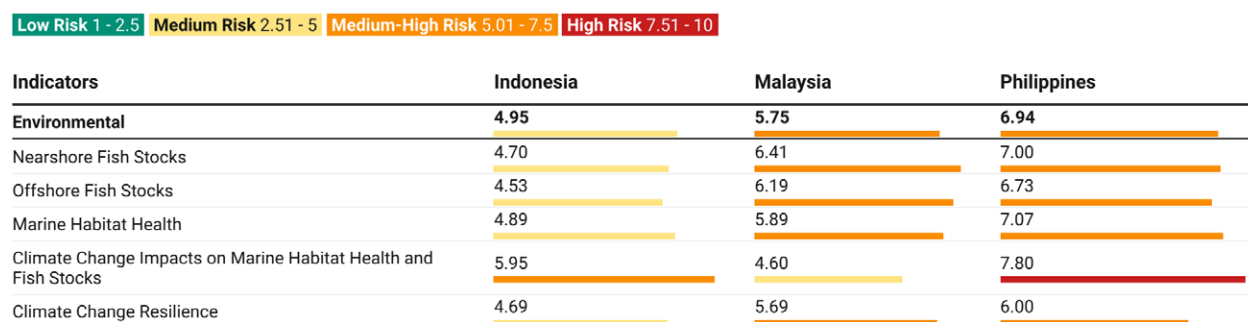 Low Risk 1 - 2.5 Medium Risk 2.51 - 5 Medium-High Risk 5.01 - 7.5 High Risk 7.51 - 10
Indicators Indonesia Malaysia Philippines
Environmental 4.95 5.75 6.94
Nearshore Fish Stocks 4.70 6.41 7.00
Offshore Fish Stocks 4.53 6.19 6.73
Marine Habitat Health 4.89 5.89 7.07
Climate Change Impacts on Marine Habitat Health and
Fish Stocks 5.95 4.60 7.80
Climate Change Resilience 4.69 5.69 6.00